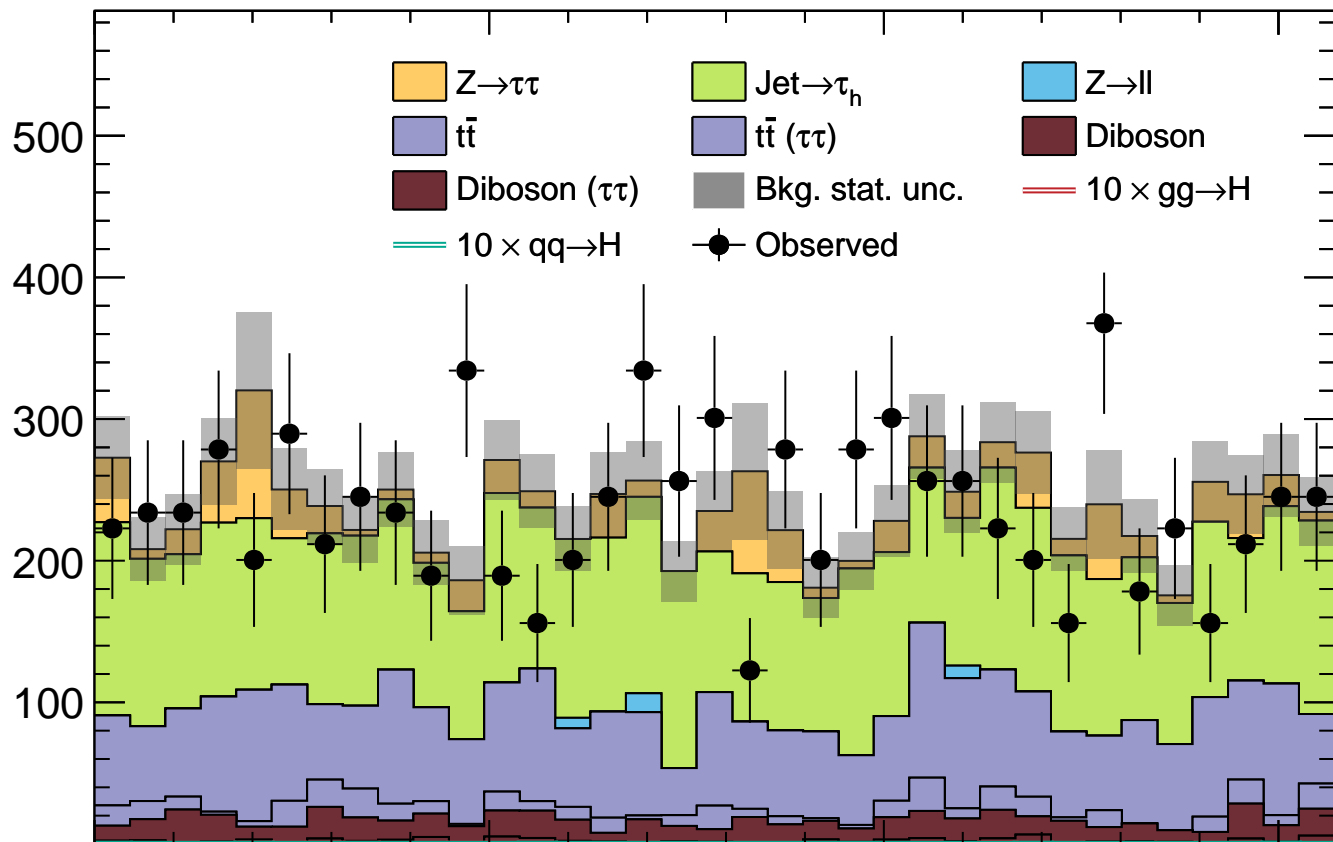 Z→ττ Jet→τh Z→ll
tt̄ tt̄ (ττ) Diboson
Diboson (ττ) Bkg. stat. unc. 10 × gg→H
10 × qq→H Observed
500
400
300
200
100